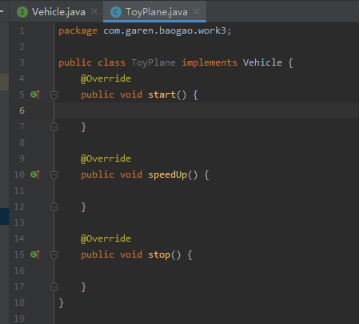 Vehicle.java × ToyPlane.java ×
1 package com.garen.baogao.work3;
2
3 public class ToyPlane implements Vehicle {
4 @Override
5 public void start() {
6
7 }
8
9 @Override
10 public void speedUp() {
11
12 }
13
14 @Override
15 public void stop() {
16
17 }
18 }
19